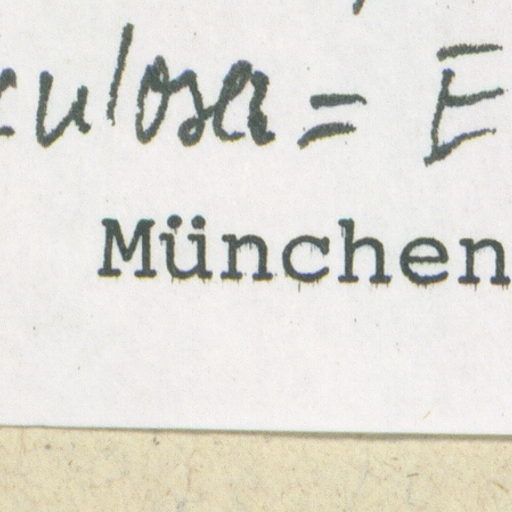 culosa = E
München